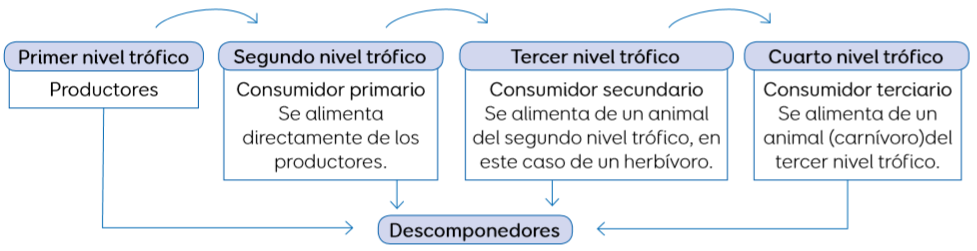 Primer nivel trófico
Productores
Segundo nivel trófico
Consumidor primario
Se alimenta
directamente de los
productores.
Tercer nivel trófico
Consumidor secundario
Se alimenta de un animal
del segundo nivel trófico, en
este caso de un herbívoro.
Cuarto nivel trófico
Consumidor terciario
Se alimenta de un
animal (carnívoro)del
tercer nivel trófico.
Descomponedores